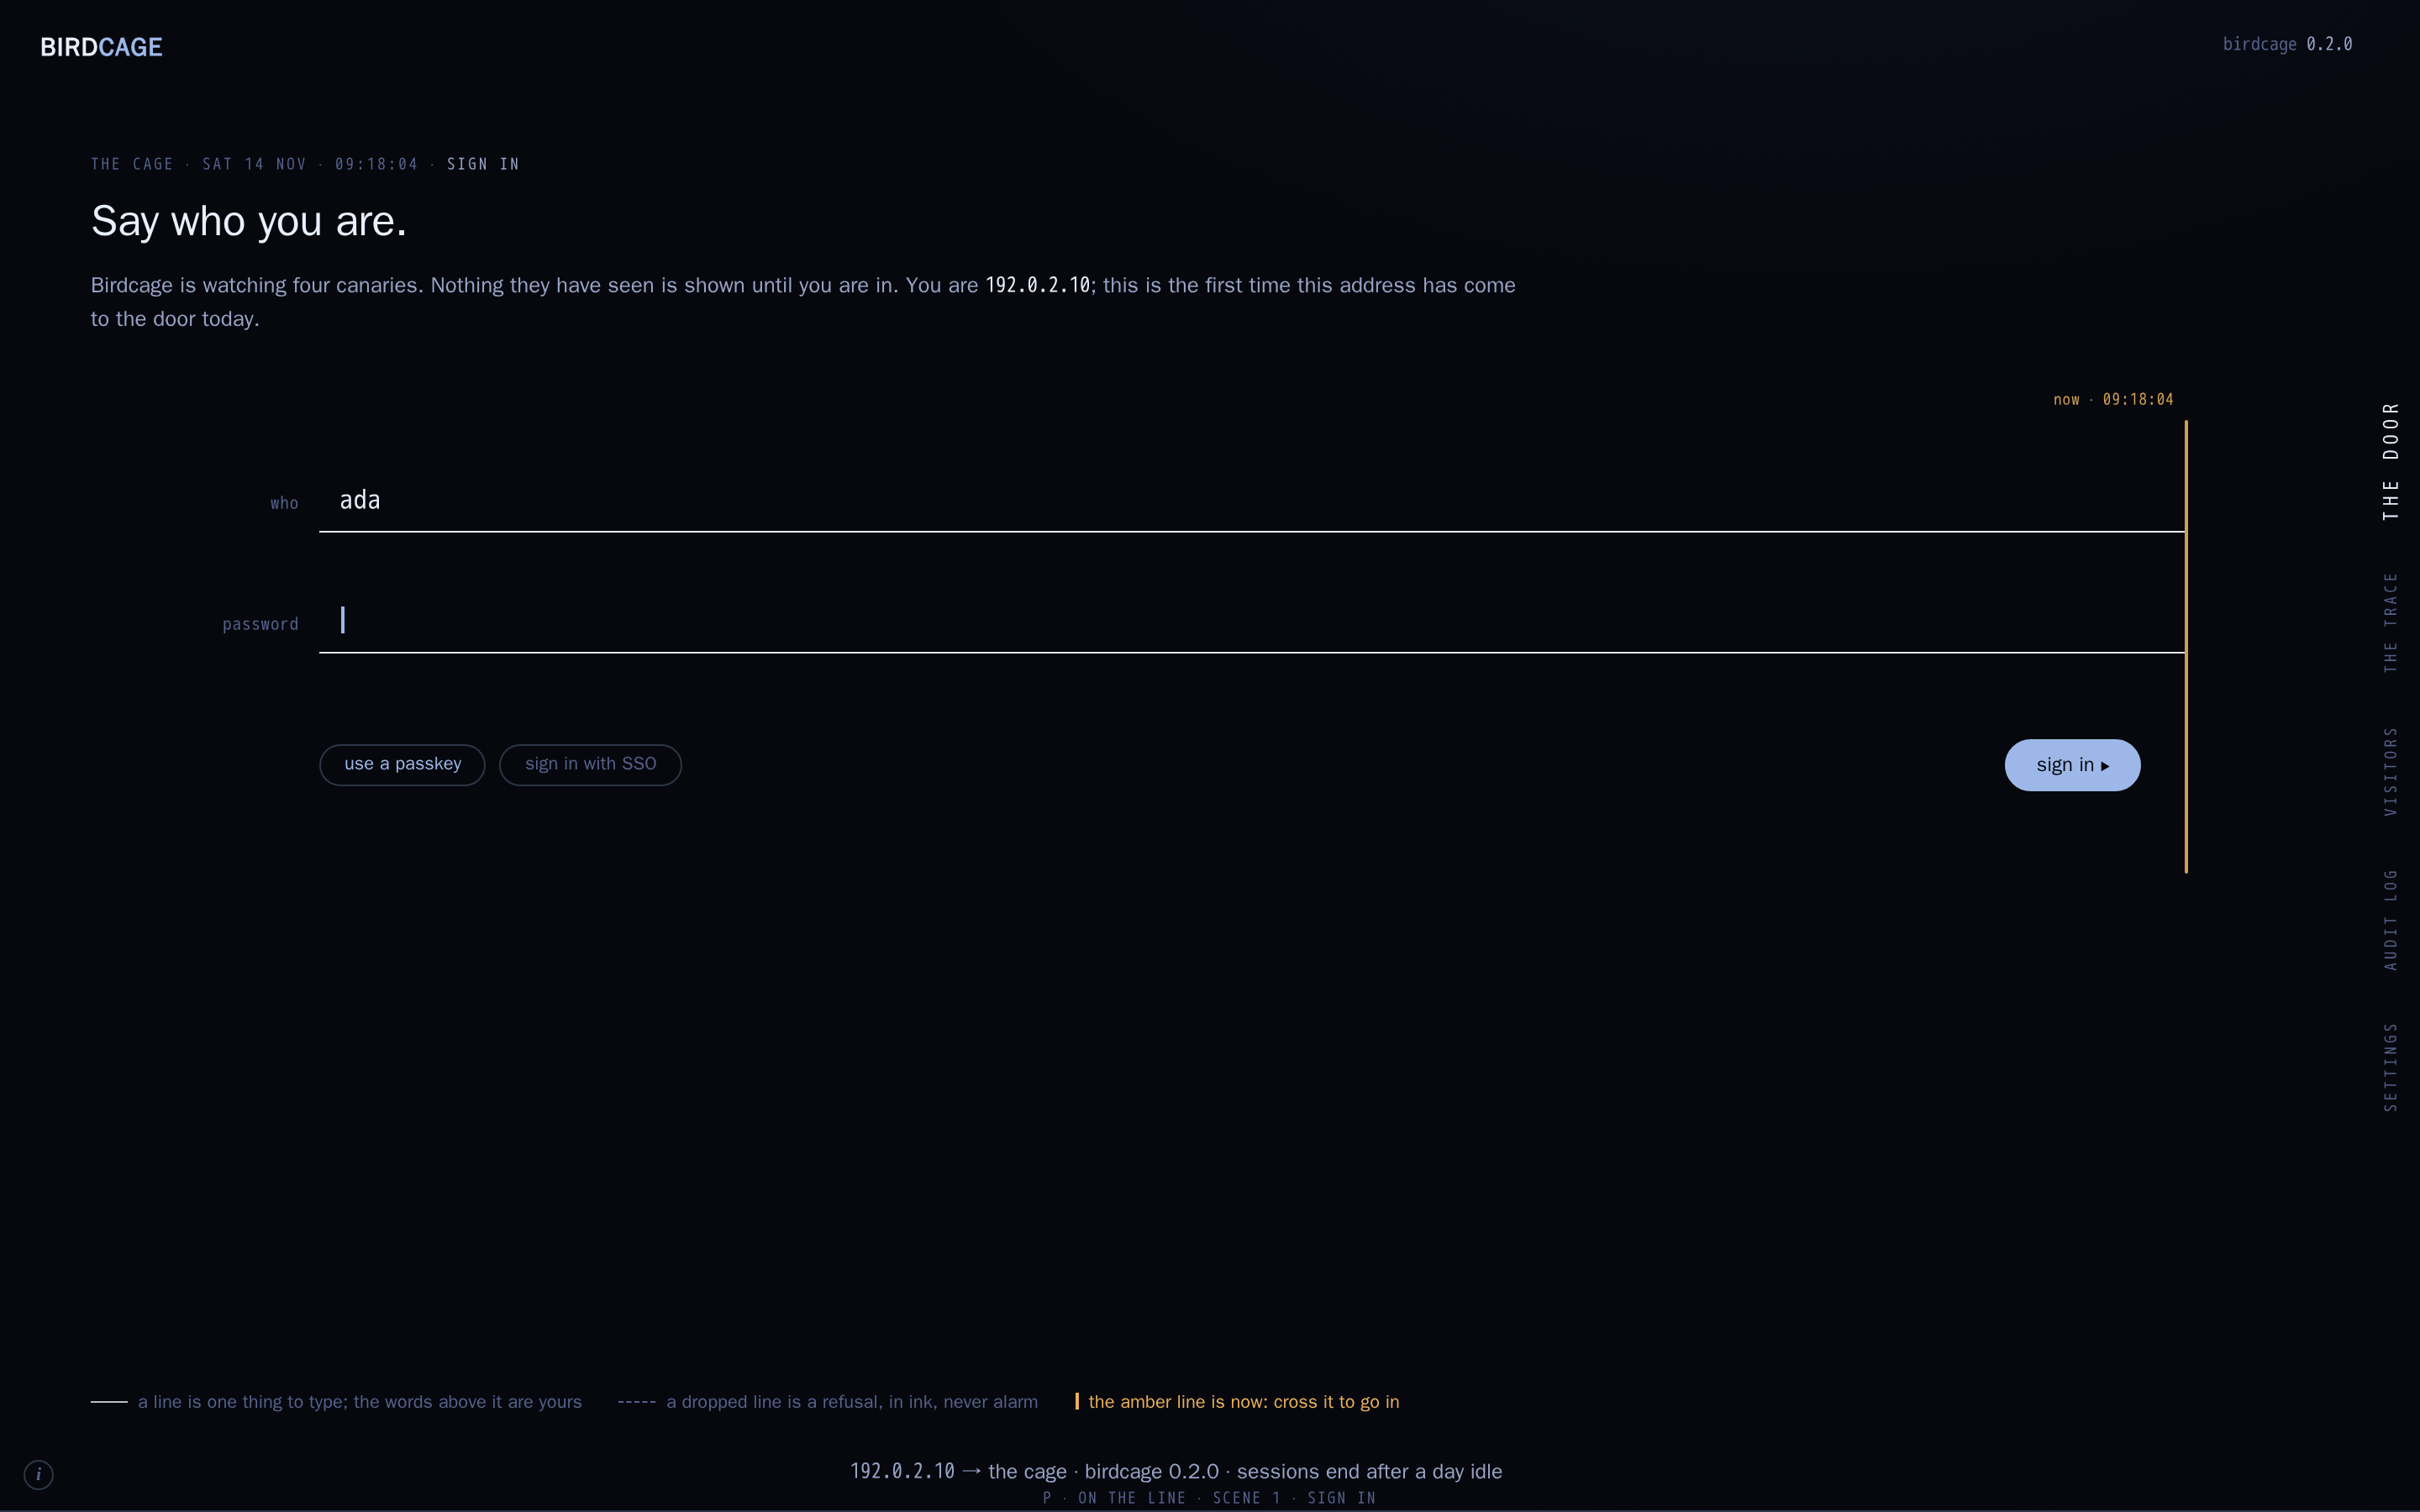 BIRDCAGE
birdcage 0.2.0
THE CAGE · SAT 14 NOV · 09:18:04 · SIGN IN
Say who you are.
Birdcage is watching four canaries. Nothing they have seen is shown until you are in. You are 192.0.2.10; this is the first time this address has come
to the door today.
now · 09:18:04
who
ada
password
use a passkey
sign in with SSO
sign in ▸
THE DOOR
THE TRACE
VISITORS
AUDIT LOG
SETTINGS
a line is one thing to type; the words above it are yours
a dropped line is a refusal, in ink, never alarm
the amber line is now: cross it to go in
i
192.0.2.10 → the cage · birdcage 0.2.0 · sessions end after a day idle
P · ON THE LINE · SCENE 1 · SIGN IN